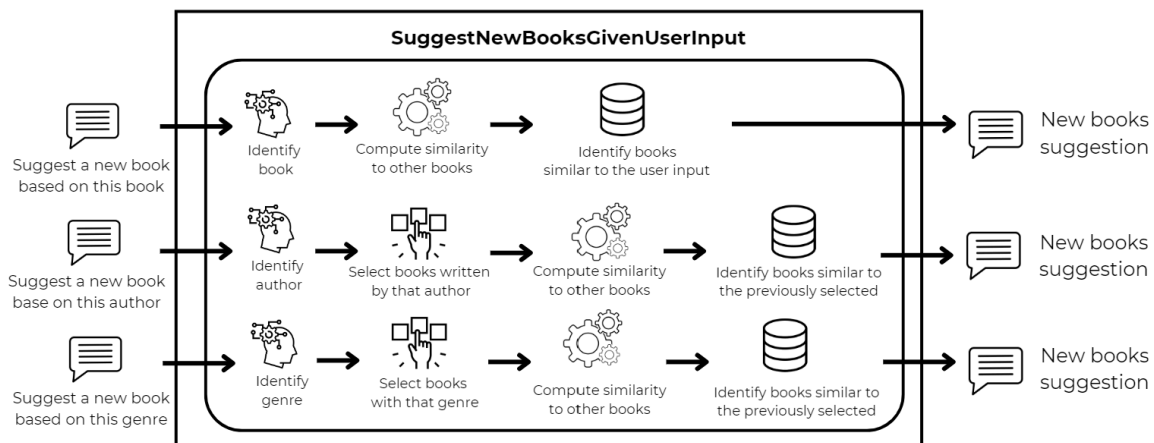 SuggestNewBooksGivenUserInput
Suggest a new book
based on this book
Identify
book
Compute similarity
to other books
Identify books
similar to the user input
New books
suggestion
Suggest a new book
base on this author
Identify
author
Select books written
by that author
Compute similarity
to other books
Identify books similar to
the previously selected
New books
suggestion
Suggest a new book
based on this genre
Identify
genre
Select books
with that genre
Compute similarity
to other books
Identify books similar to
the previously selected
New books
suggestion